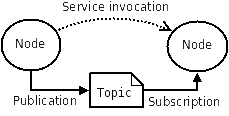 Service invocation
Node
Node
Topic
Publication
Subscription